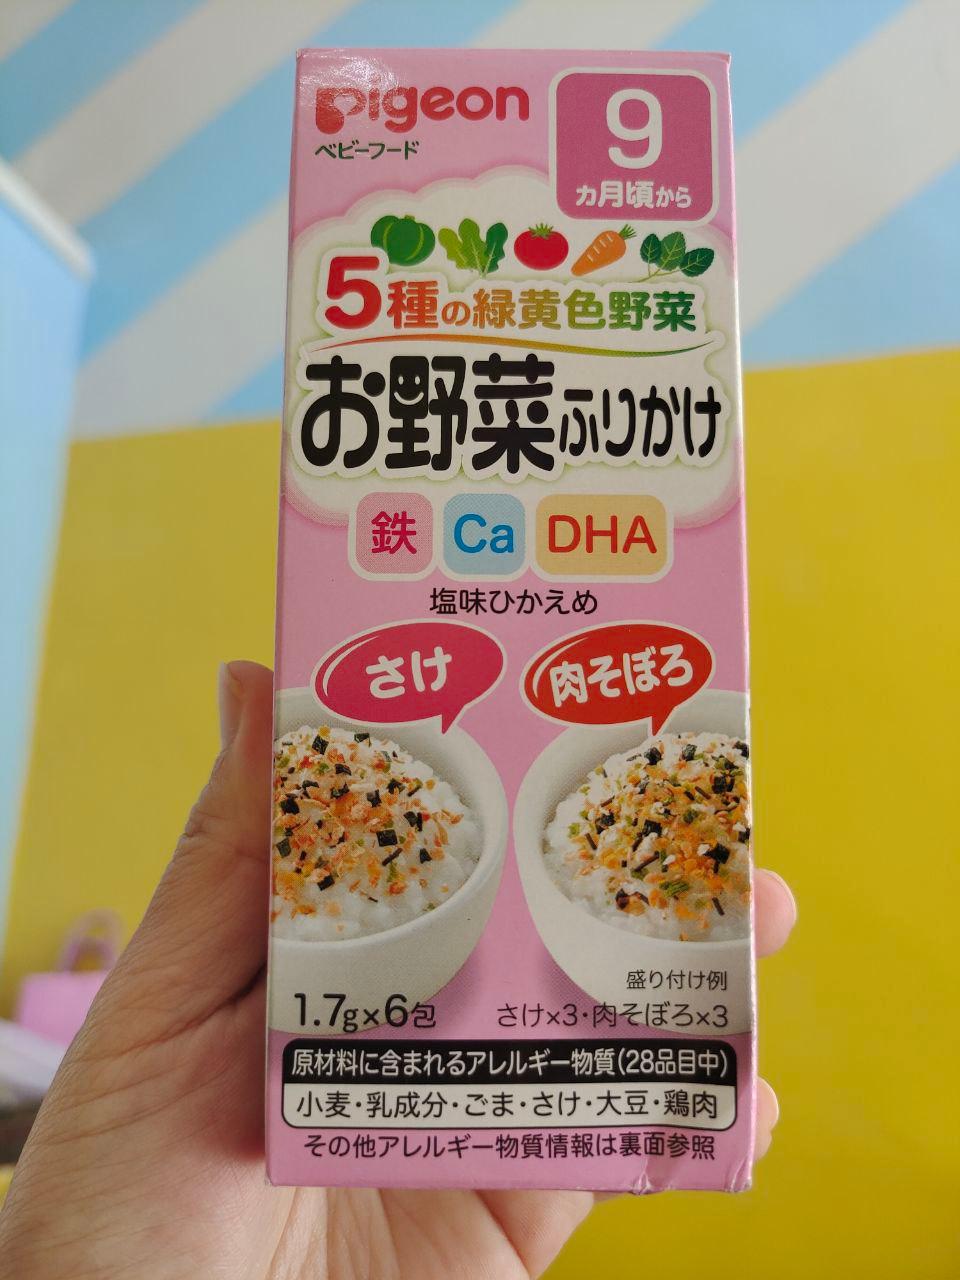 Pigeon
ベビーフード
9
カ月頃から
5種の緑黄色野菜
お野菜ふりかけ
鉄 Ca DHA
塩味ひかえめ
さけ 肉そぼろ
盛り付け例
1.7g×6包 さけ×3・肉そぼろ×3
原材料に含まれるアレルギー物質(28品目中)
小麦・乳成分・ごま・さけ・大豆・鶏肉
その他アレルギー物質情報は裏面参照